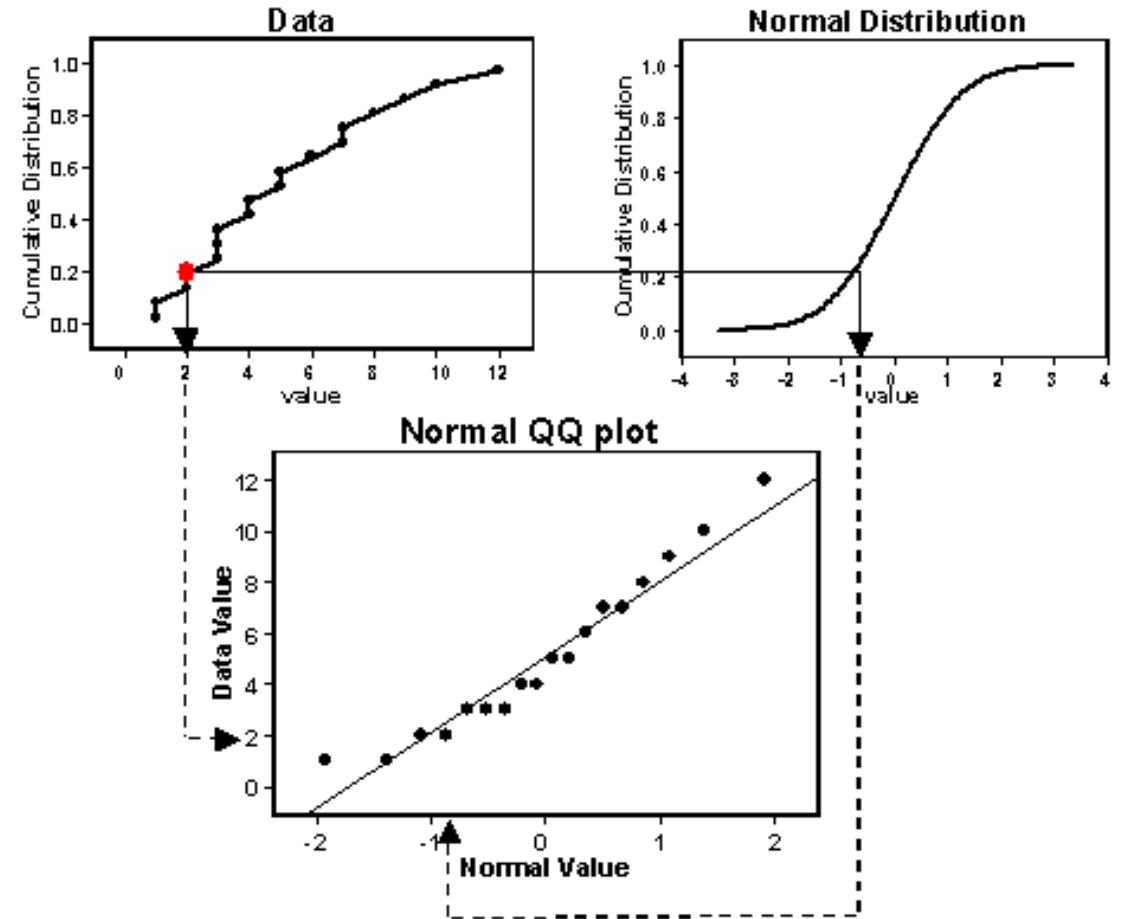 Data
Cumulative Distribution
1.0
0.8
0.6
0.4
0.2
0.0
0 2 4 6 8 10 12
value
Normal Distribution
Cumulative Distribution
1.0
0.8
0.6
0.4
0.2
0.0
-4 -3 -2 -1 0 1 2 3 4
value
Normal QQ plot
Data Value
12
10
8
6
4
2
0
-2 -1 0 1 2
Normal Value